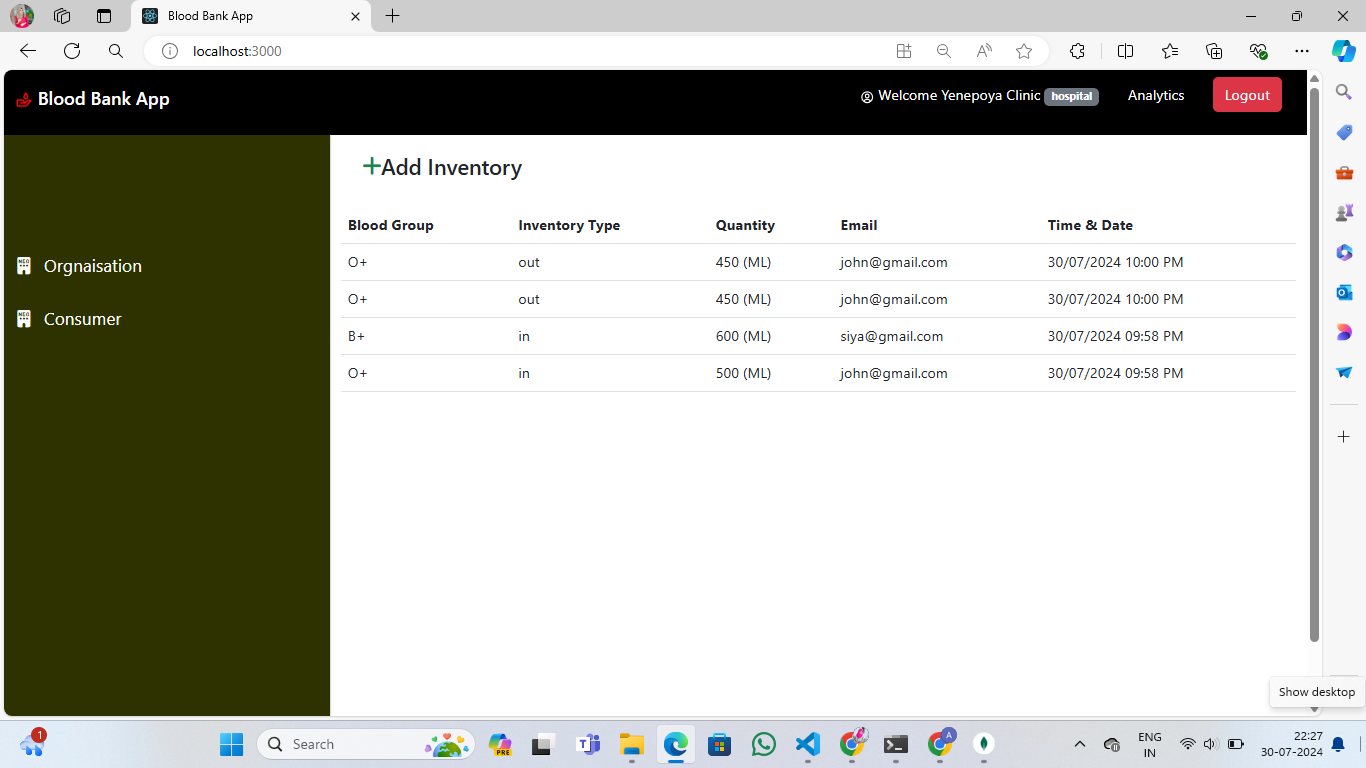 Blood Bank App
localhost:3000
Blood Bank App
Welcome Yenepoya Clinic hospital Analytics Logout
Add Inventory
Blood Group Inventory Type Quantity Email Time & Date
O+ out 450 (ML) john@gmail.com 30/07/2024 10:00 PM
O+ out 450 (ML) john@gmail.com 30/07/2024 10:00 PM
B+ in 600 (ML) siya@gmail.com 30/07/2024 09:58 PM
O+ in 500 (ML) john@gmail.com 30/07/2024 09:58 PM
Orgnaisation
Consumer
Show desktop
1
Search
PRE
A
ENG
IN
22:27
30-07-2024